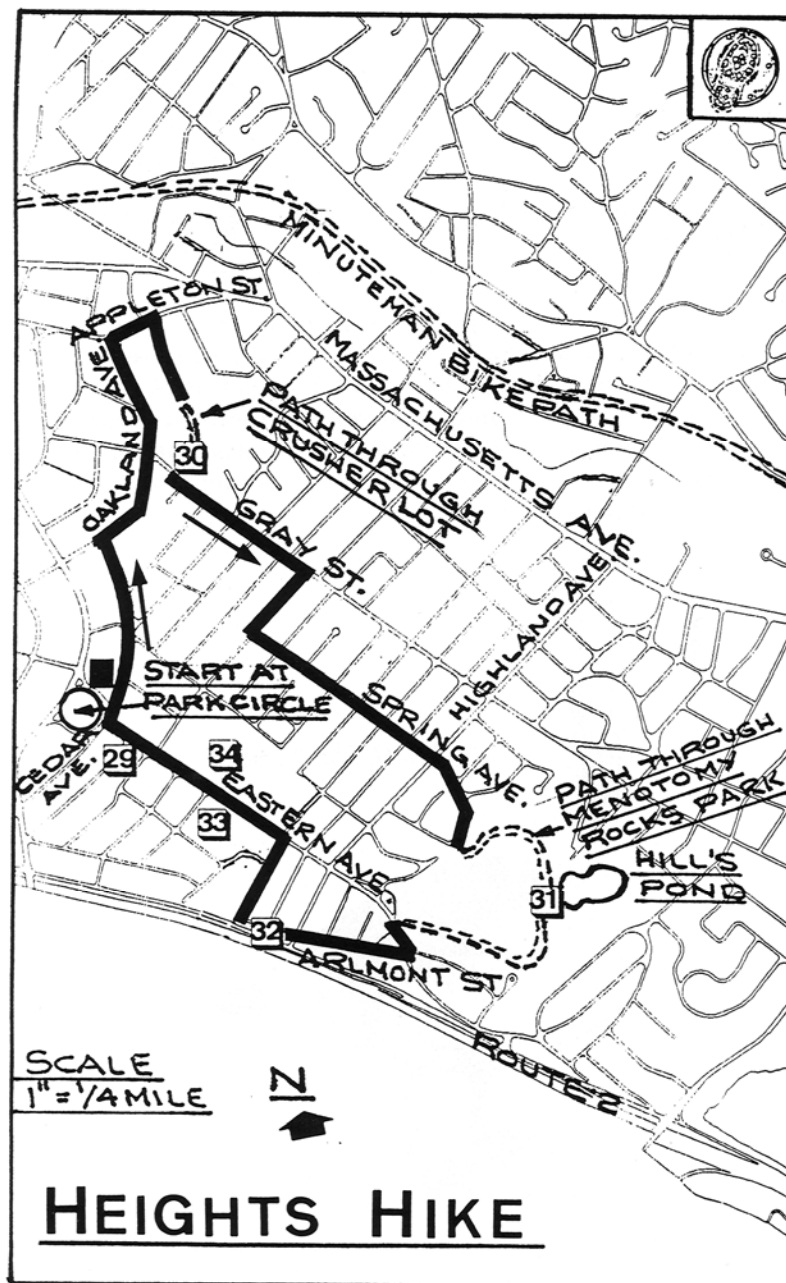 APPLETON ST.
MINUTEMAN BIKE PATH
MASSACHUSETTS AVE.
OAKLAND AVE
PATH THROUGH
CRUSHER LOT
30
GRAY ST.
HIGHLAND AVE
START AT
PARK CIRCLE
SPRING AVE.
CEDAR
AVE.
29
34
EASTERN AVE
33
PATH THROUGH
MENOTOMY
ROCKS PARK
HILL'S
POND
31
32
ARLMONT ST
ROUTE 2
SCALE
1" = 1/4 MILE
N
HEIGHTS HIKE